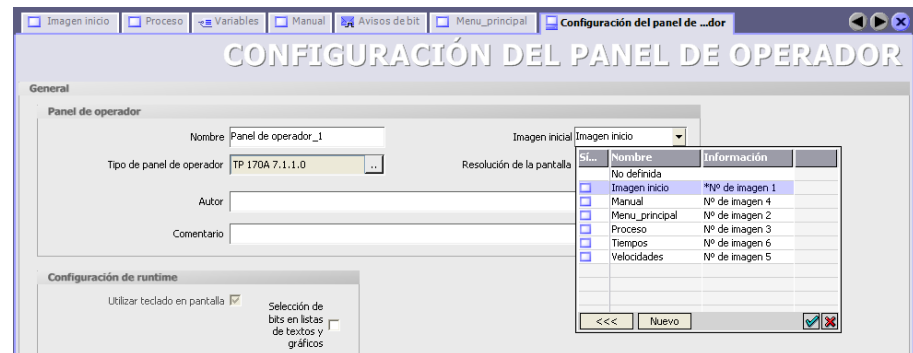 Imagen inicio Proceso Variables Manual Avisos de bit Menu_principal Configuración del panel de ...dor
CONFIGURACIÓN DEL PANEL DE OPERADOR
General
Panel de operador
Nombre Panel de operador_1 Imagen inicial Imagen inicio
Tipo de panel de operador TP 170A 7.1.1.0 .. Resolución de la pantalla
Sí... Nombre Información
No definida
Imagen inicio *Nº de imagen 1
Autor Manual Nº de imagen 4
Menu_principal Nº de imagen 2
Comentario Proceso Nº de imagen 3
Tiempos Nº de imagen 6
Velocidades Nº de imagen 5
Configuración de runtime
Utilizar teclado en pantalla
Selección de
bits en listas
de textos y
gráficos
<<< Nuevo